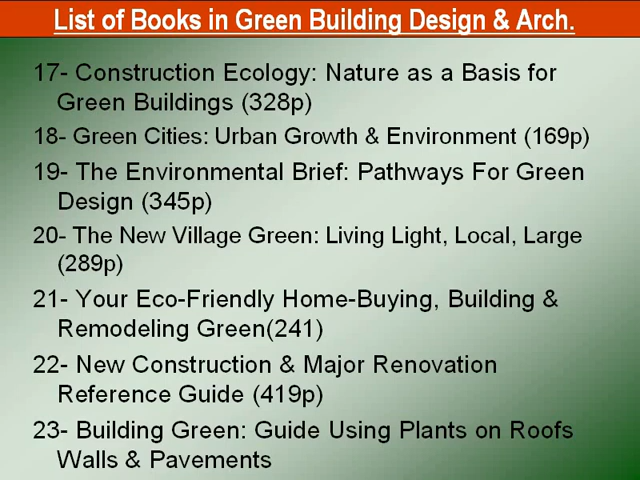 List of Books in Green Building Design & Arch.
17- Construction Ecology: Nature as a Basis for
Green Buildings (328p)
18- Green Cities: Urban Growth & Environment (169p)
19- The Environmental Brief: Pathways For Green
Design (345p)
20- The New Village Green: Living Light, Local, Large
(289p)
21- Your Eco-Friendly Home-Buying, Building &
Remodeling Green(241)
22- New Construction & Major Renovation
Reference Guide (419p)
23- Building Green: Guide Using Plants on Roofs
Walls & Pavements